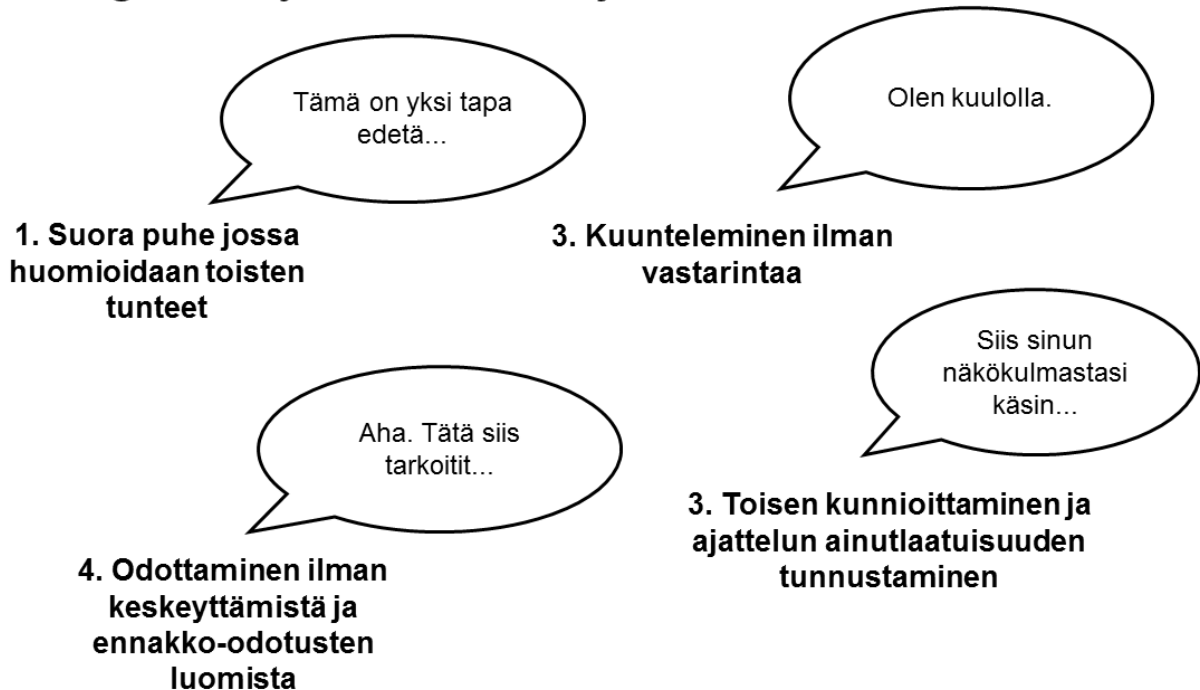 Tämä on yksi tapa
edetä...
Olen kuulolla.
1. Suora puhe jossa
huomioidaan toisten
tunteet
3. Kuunteleminen ilman
vastarintaa
Siis sinun
näkökulmastasi
käsin...
Aha. Tätä siis
tarkoitit...
3. Toisen kunnioittaminen ja
ajattelun ainutlaatuisuuden
tunnustaminen
4. Odottaminen ilman
keskeyttämistä ja
ennakko-odotusten
luomista